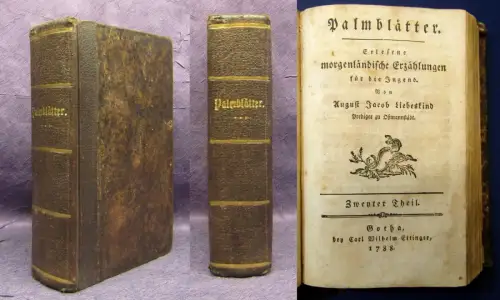 Palmblätter.
Palmblätter.
Palmblätter.
Erlesene
morgenländische Erzählungen
für die Jugend.
Von
August Jacob Liebeskind
Prediger zu Oßmannstädt.
Zweyter Theil.
Gotha,
bey Carl Wilhelm Ettinger,
1788.